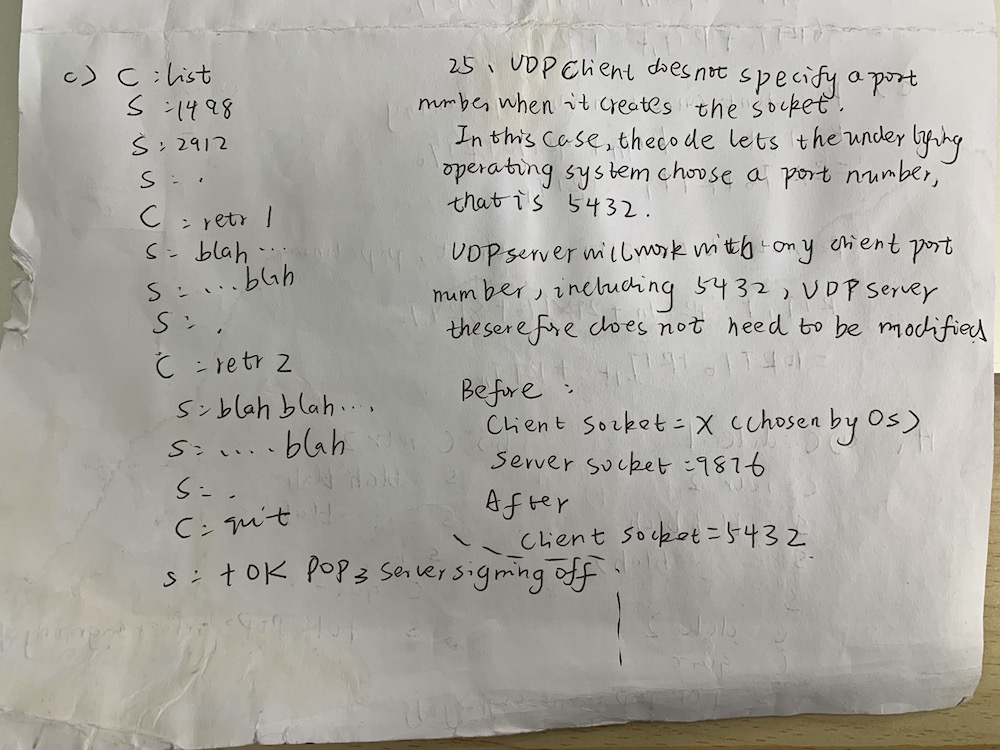 c) C : list
S : 1498
S : 2912
S : .
C : retr 1
S : blah ...
S : ... blah
S : .
C : retr 2
S : blah blah ...
S : .... blah
S : .
C : quit
S : + OK POP3 server signing off .
25、UDP Client does not specify a port
number when it creates the socket.
In this case, the code lets the underlying
operating system choose a port number,
that is 5432.
UDP server will work with any client port
number, including 5432, UDP server
theserefore does not need to be modified
Before :
Client Socket = X (chosen by OS)
Server socket = 9876
After
Client socket = 5432